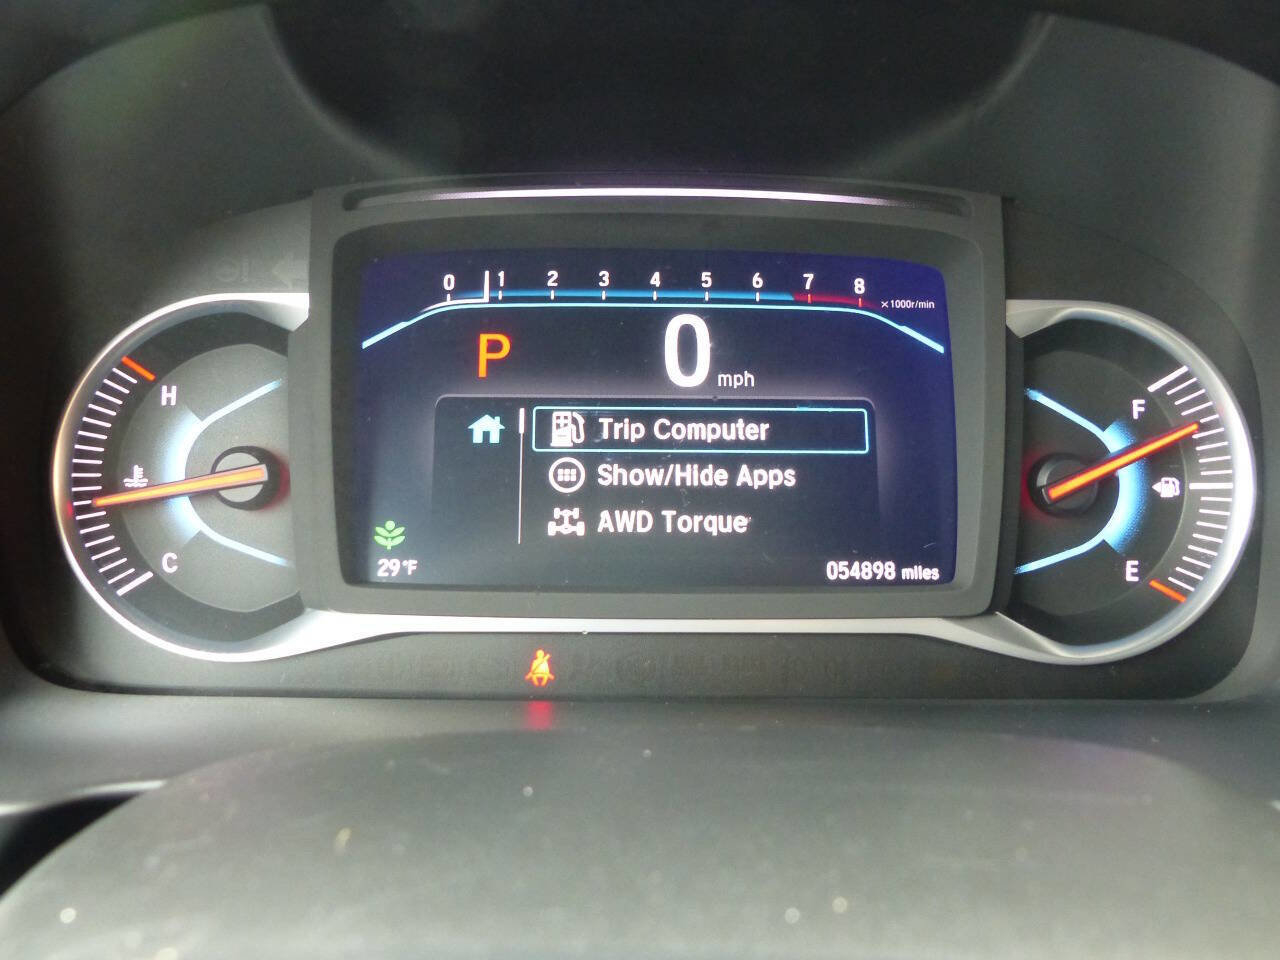 0 1 2 3 4 5 6 7 8
×1000r/min
P 0 mph
H
C
Trip Computer
Show/Hide Apps
AWD Torque
29°F
054898 miles
F
E